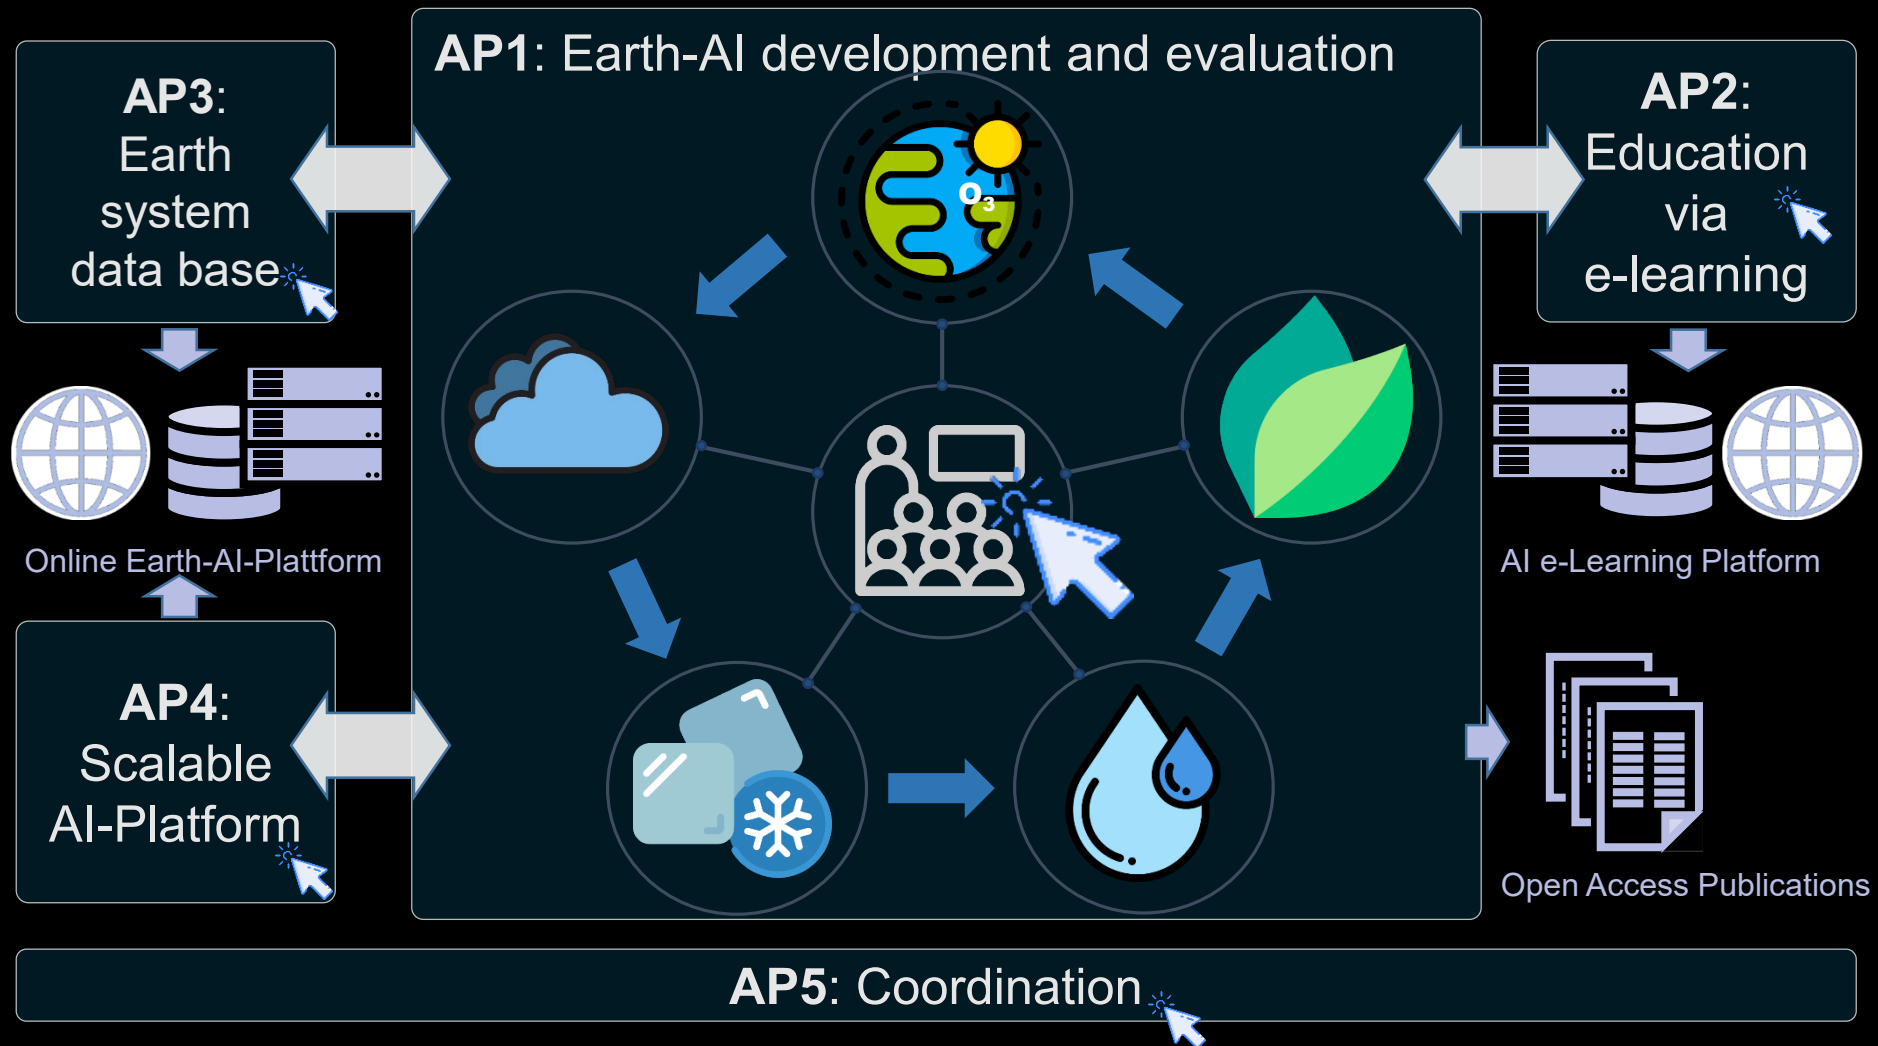 AP1: Earth-AI development and evaluation
AP3:
Earth
system
data base
AP2:
Education
via
e-learning
O₃
Online Earth-AI-Plattform
AI e-Learning Platform
AP4:
Scalable
AI-Platform
Open Access Publications
AP5: Coordination